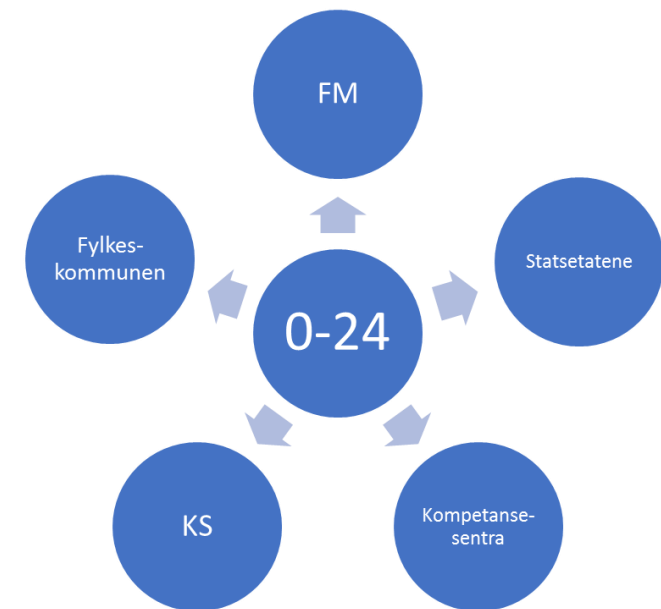 FM
Fylkes-
kommunen
Statsetatene
0-24
KS
Kompetanse-
sentra